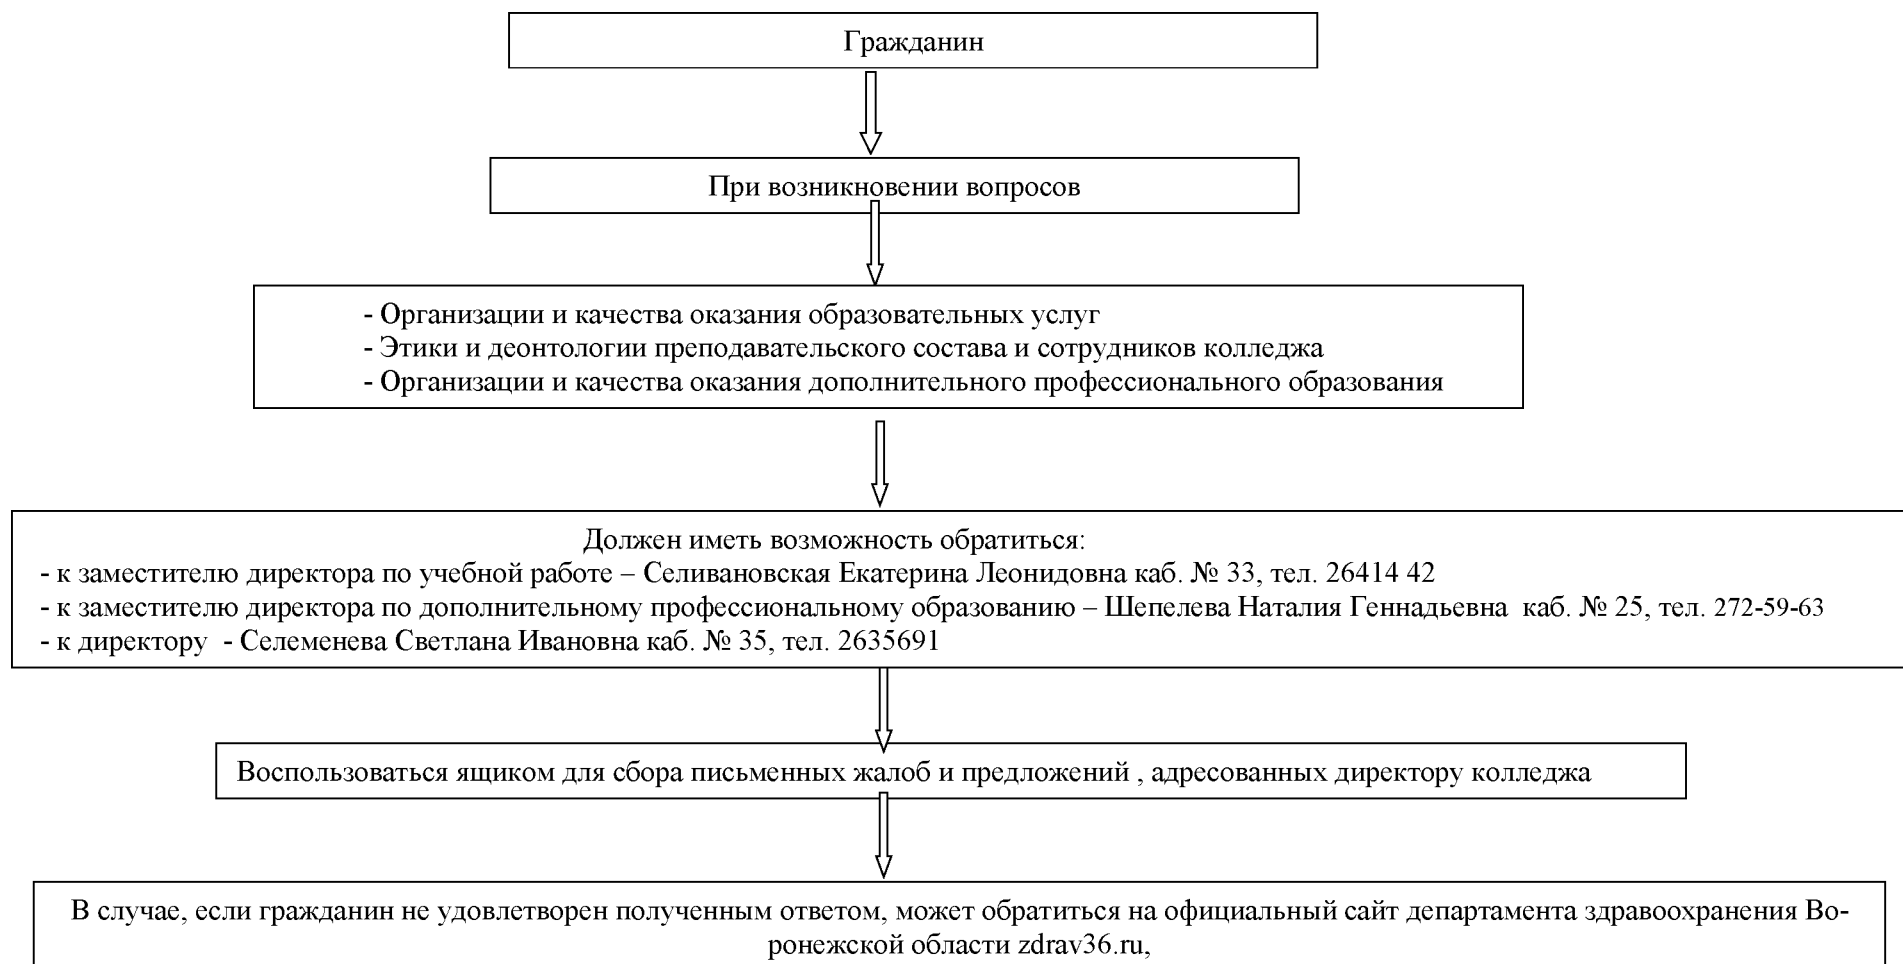 Гражданин
При возникновении вопросов
- Организации и качества оказания образовательных услуг
- Этики и деонтологии преподавательского состава и сотрудников колледжа
- Организации и качества оказания дополнительного профессионального образования
Должен иметь возможность обратиться:
- к заместителю директора по учебной работе – Селивановская Екатерина Леонидовна каб. № 33, тел. 26414 42
- к заместителю директора по дополнительному профессиональному образованию – Шепелева Наталия Геннадьевна каб. № 25, тел. 272-59-63
- к директору - Селеменева Светлана Ивановна каб. № 35, тел. 2635691
Воспользоваться ящиком для сбора письменных жалоб и предложений , адресованных директору колледжа
В случае, если гражданин не удовлетворен полученным ответом, может обратиться на официальный сайт департамента здравоохранения Во-
ронежской области zdrav36.ru,